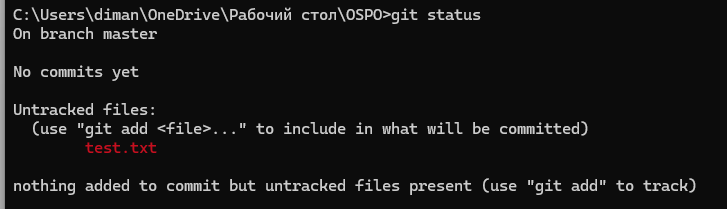 C:\Users\diman\OneDrive\Рабочий стол\OSPO>git status
On branch master
No commits yet
Untracked files:
(use "git add <file>..." to include in what will be committed)
test.txt
nothing added to commit but untracked files present (use "git add" to track)